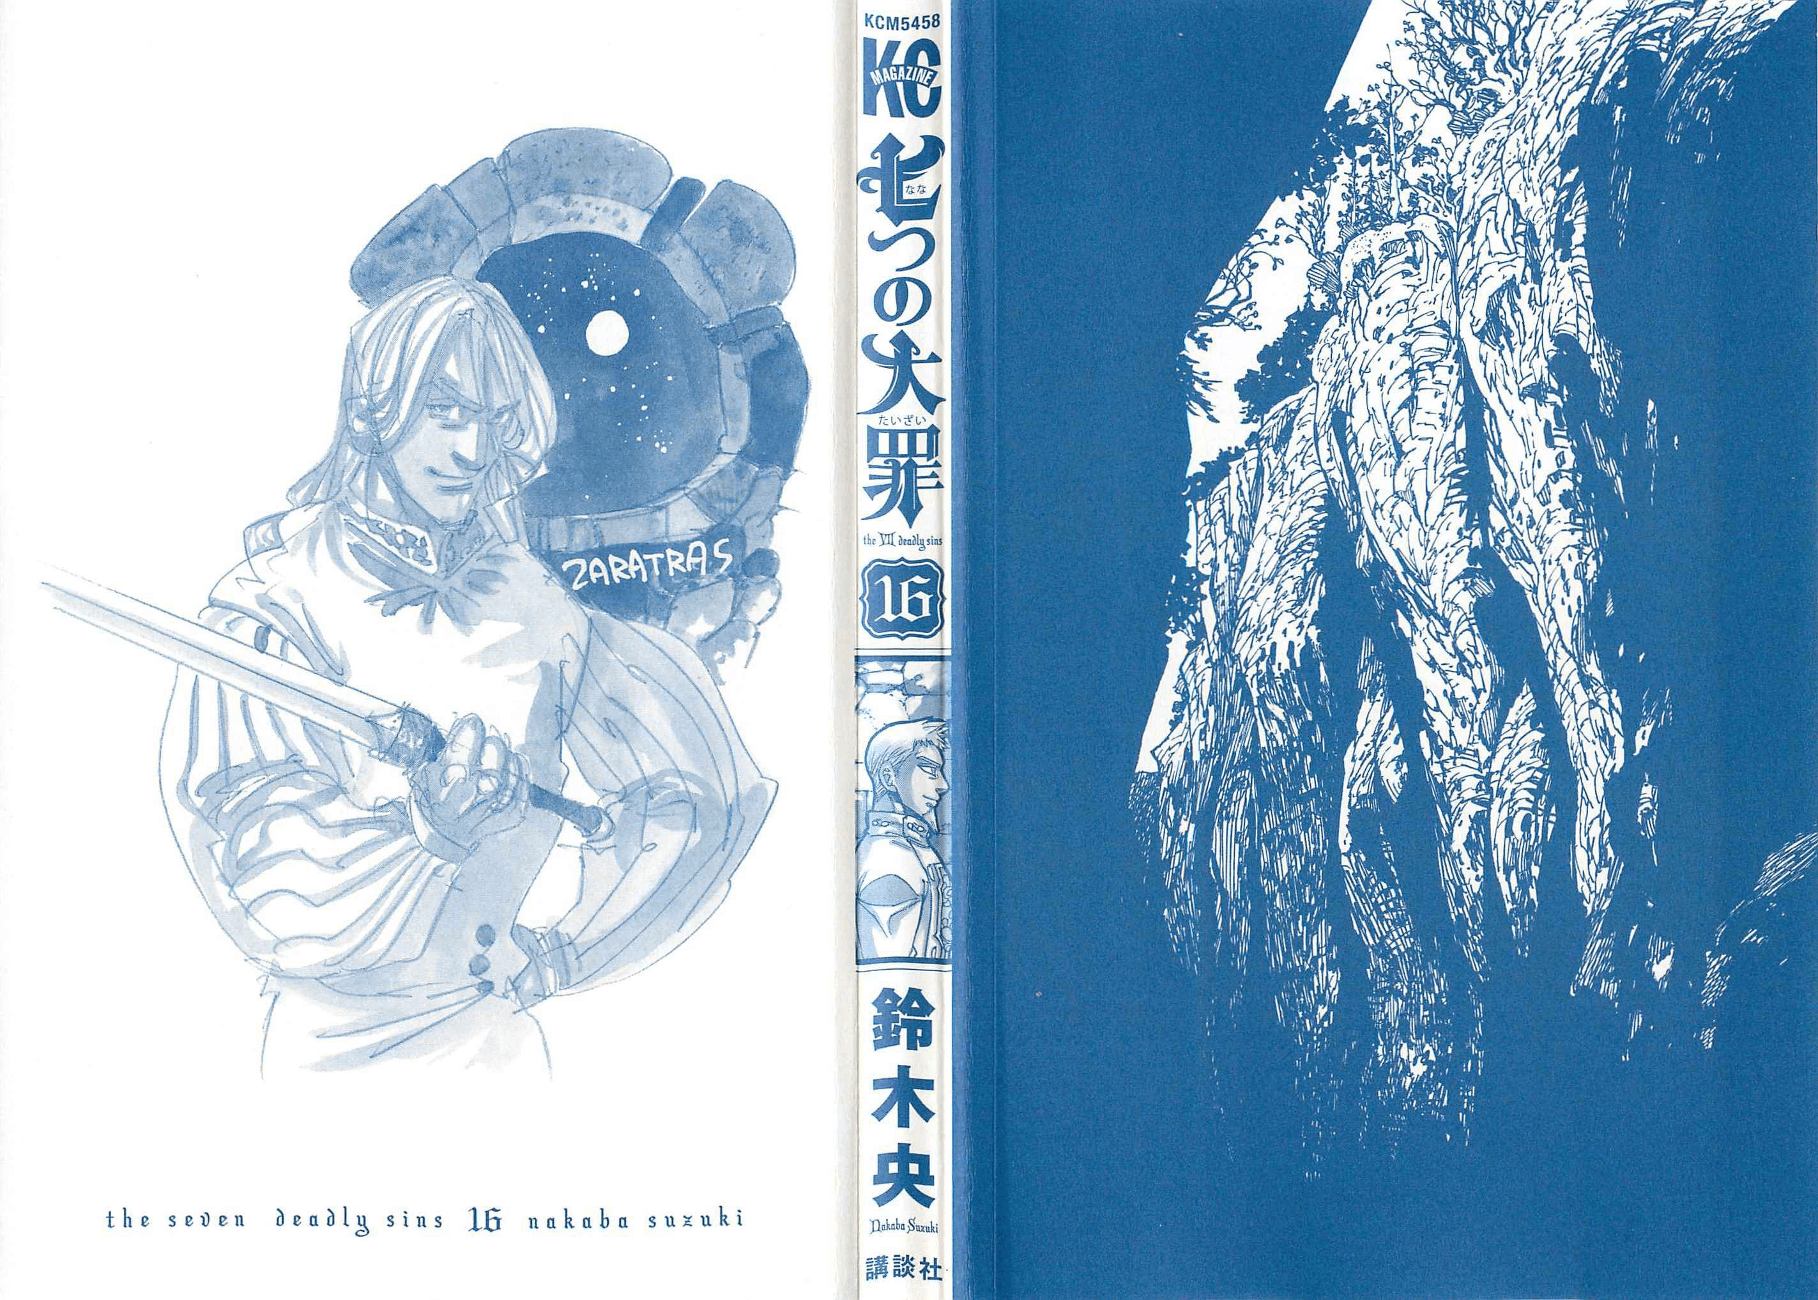 ZARATRAS
the seven deadly sins 16 nakaba suzuki
KCM5458
KC
MAGAZINE
七つの大罪
なな
たいざい
the VII deadly sins
16
鈴木央
Nakaba Suzuki
講談社